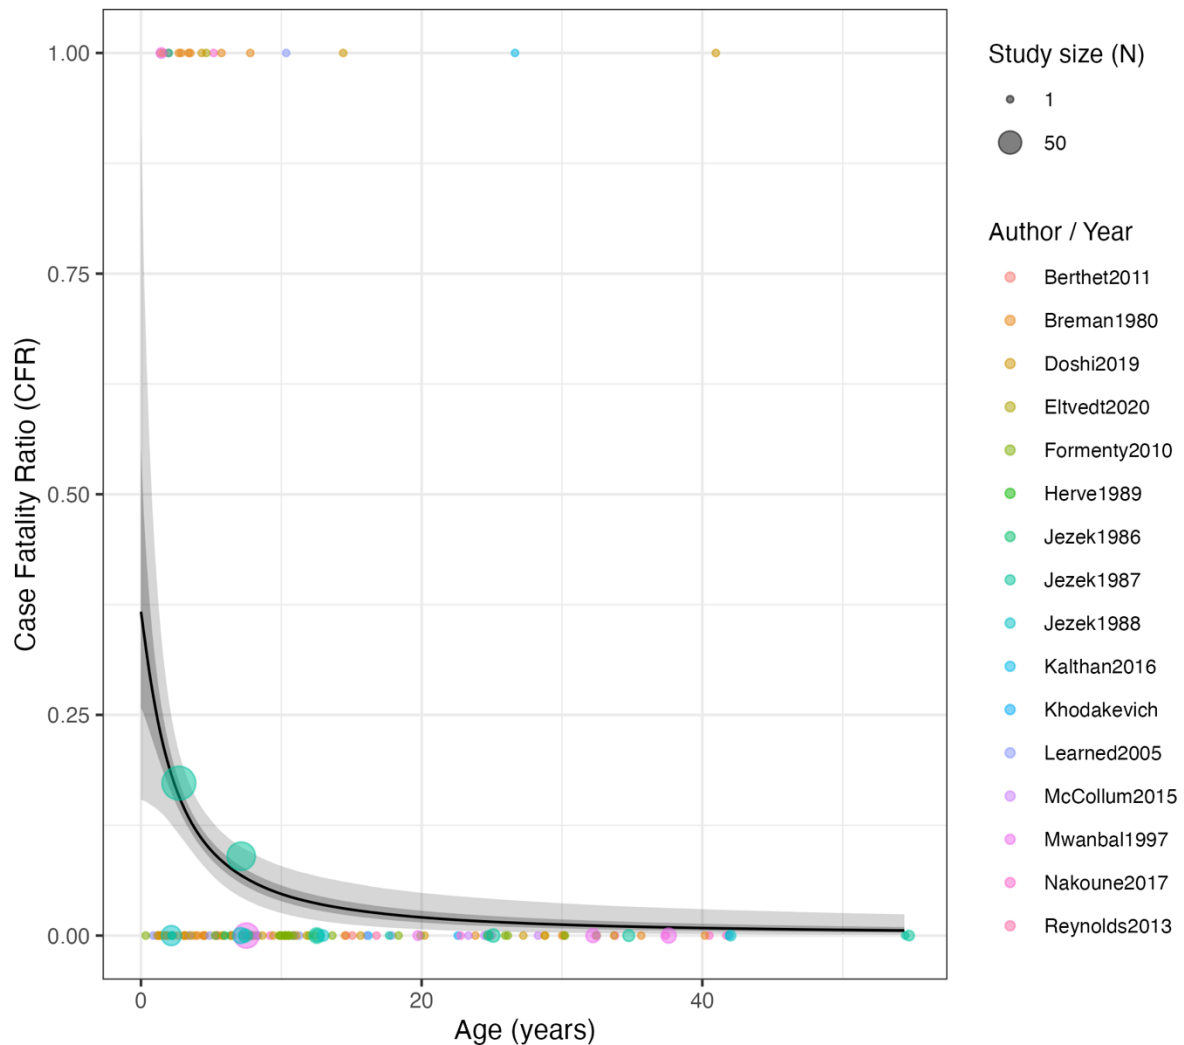 1.00
0.75
0.50
0.25
0.00
Case Fatality Ratio (CFR)
0
20
40
Age (years)
Study size (N)
1
50
Author / Year
Berthet2011
Breman1980
Doshi2019
Eltvedt2020
Formenty2010
Herve1989
Jezek1986
Jezek1987
Jezek1988
Kalthan2016
Khodakevich
Learned2005
McCollum2015
Mwanbal1997
Nakoune2017
Reynolds2013